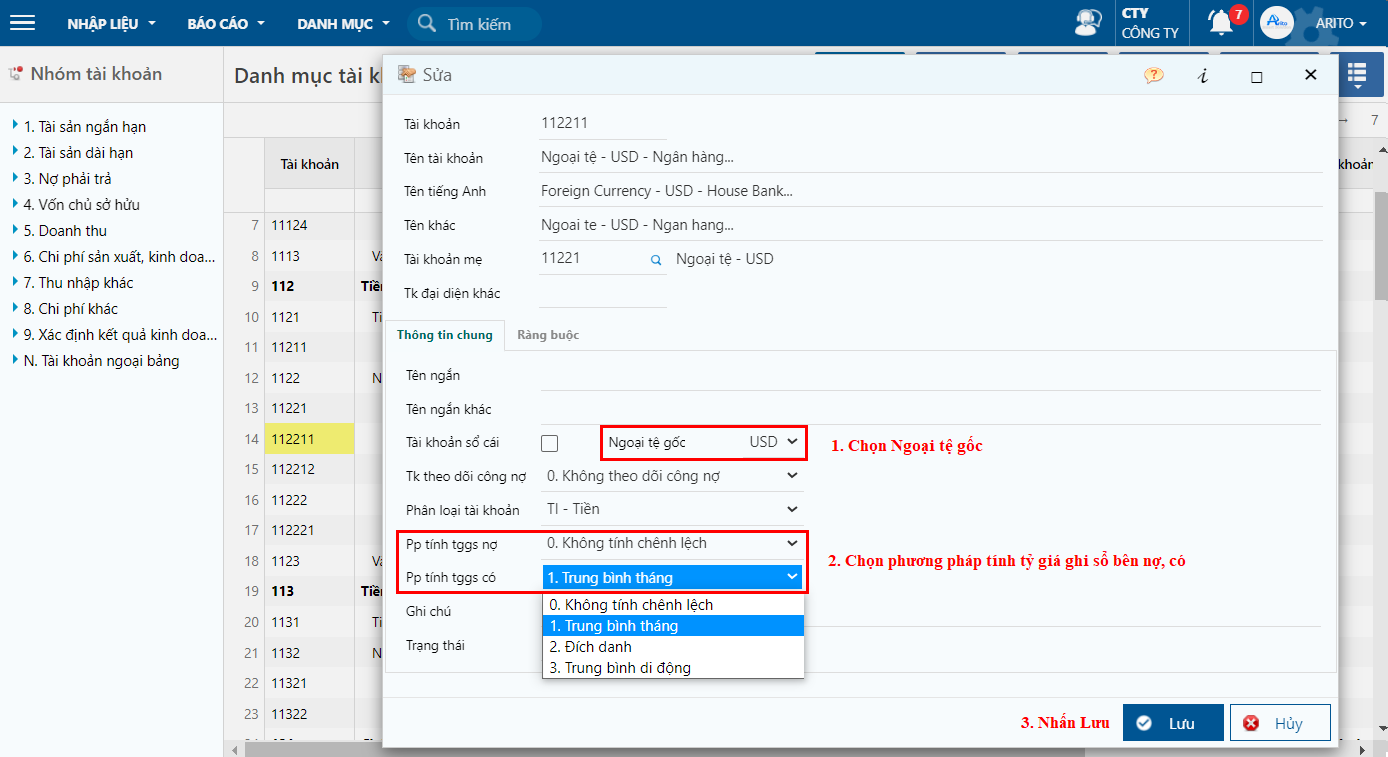 NHẬP LIỆU
BÁO CÁO
DANH MỤC
Tìm kiếm
CTY
CÔNG TY
7
Arito
ARITO
Nhóm tài khoản
1. Tài sản ngắn hạn
2. Tài sản dài hạn
3. Nợ phải trả
4. Vốn chủ sở hửu
5. Doanh thu
6. Chi phí sản xuất, kinh doa...
7. Thu nhập khác
8. Chi phí khác
9. Xác định kết quả kinh doa...
N. Tài khoản ngoại bảng
Danh mục tài kh
7
Tài khoản
khoản
7 11124
8 1113 Và
9 112 Tiền
10 1121 Ti
11 11211
12 1122 N
13 11221
14 112211
15 112212
16 11222
17 112221
18 1123 Và
19 113 Tiền
20 1131 Ti
21 1132 N
22 11321
23 11322
Sửa
Tài khoản 112211
Tên tài khoản Ngoại tệ - USD - Ngân hàng...
Tên tiếng Anh Foreign Currency - USD - House Bank...
Tên khác Ngoai te - USD - Ngan hang...
Tài khoản mẹ 11221 Ngoại tệ - USD
Tk đại diện khác
Thông tin chung Ràng buộc
Tên ngắn
Tên ngắn khác
Tài khoản sổ cái Ngoại tệ gốc USD
1. Chọn Ngoại tệ gốc
Tk theo dõi công nợ 0. Không theo dõi công nợ
Phân loại tài khoản TI - Tiền
Pp tính tggs nợ 0. Không tính chênh lệch
2. Chọn phương pháp tính tỷ giá ghi sổ bên nợ, có
Pp tính tggs có 1. Trung bình tháng
0. Không tính chênh lệch
1. Trung bình tháng
2. Đích danh
3. Trung bình di động
Ghi chú
Trạng thái
3. Nhấn Lưu
Lưu
Hủy